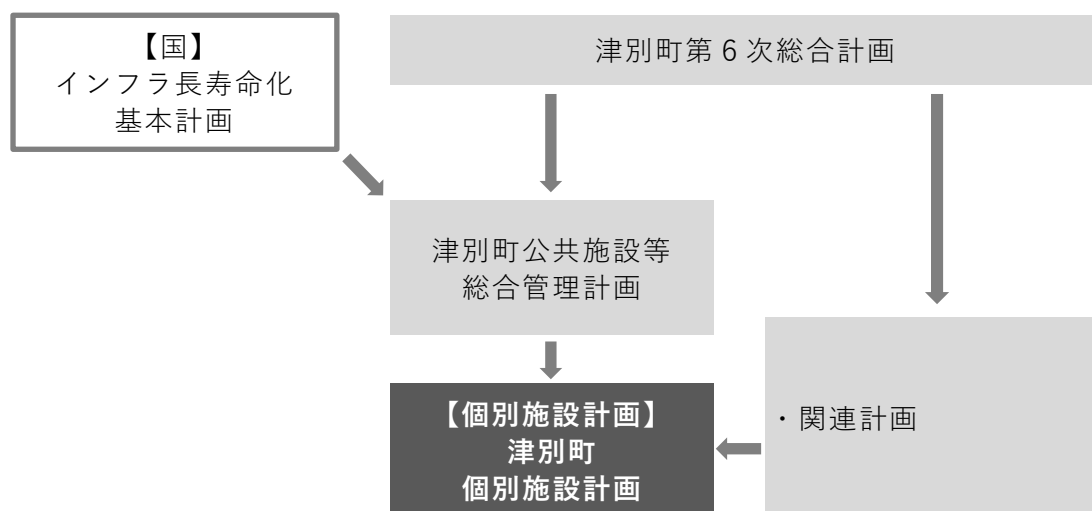 【国】
インフラ長寿命化
基本計画
津別町第６次総合計画
津別町公共施設等
総合管理計画
【個別施設計画】
津別町
個別施設計画
・関連計画